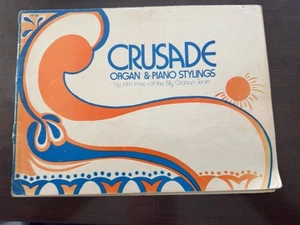 CRUSADE
ORGAN & PIANO STYLINGS
by John Innes - of the Billy Graham Team